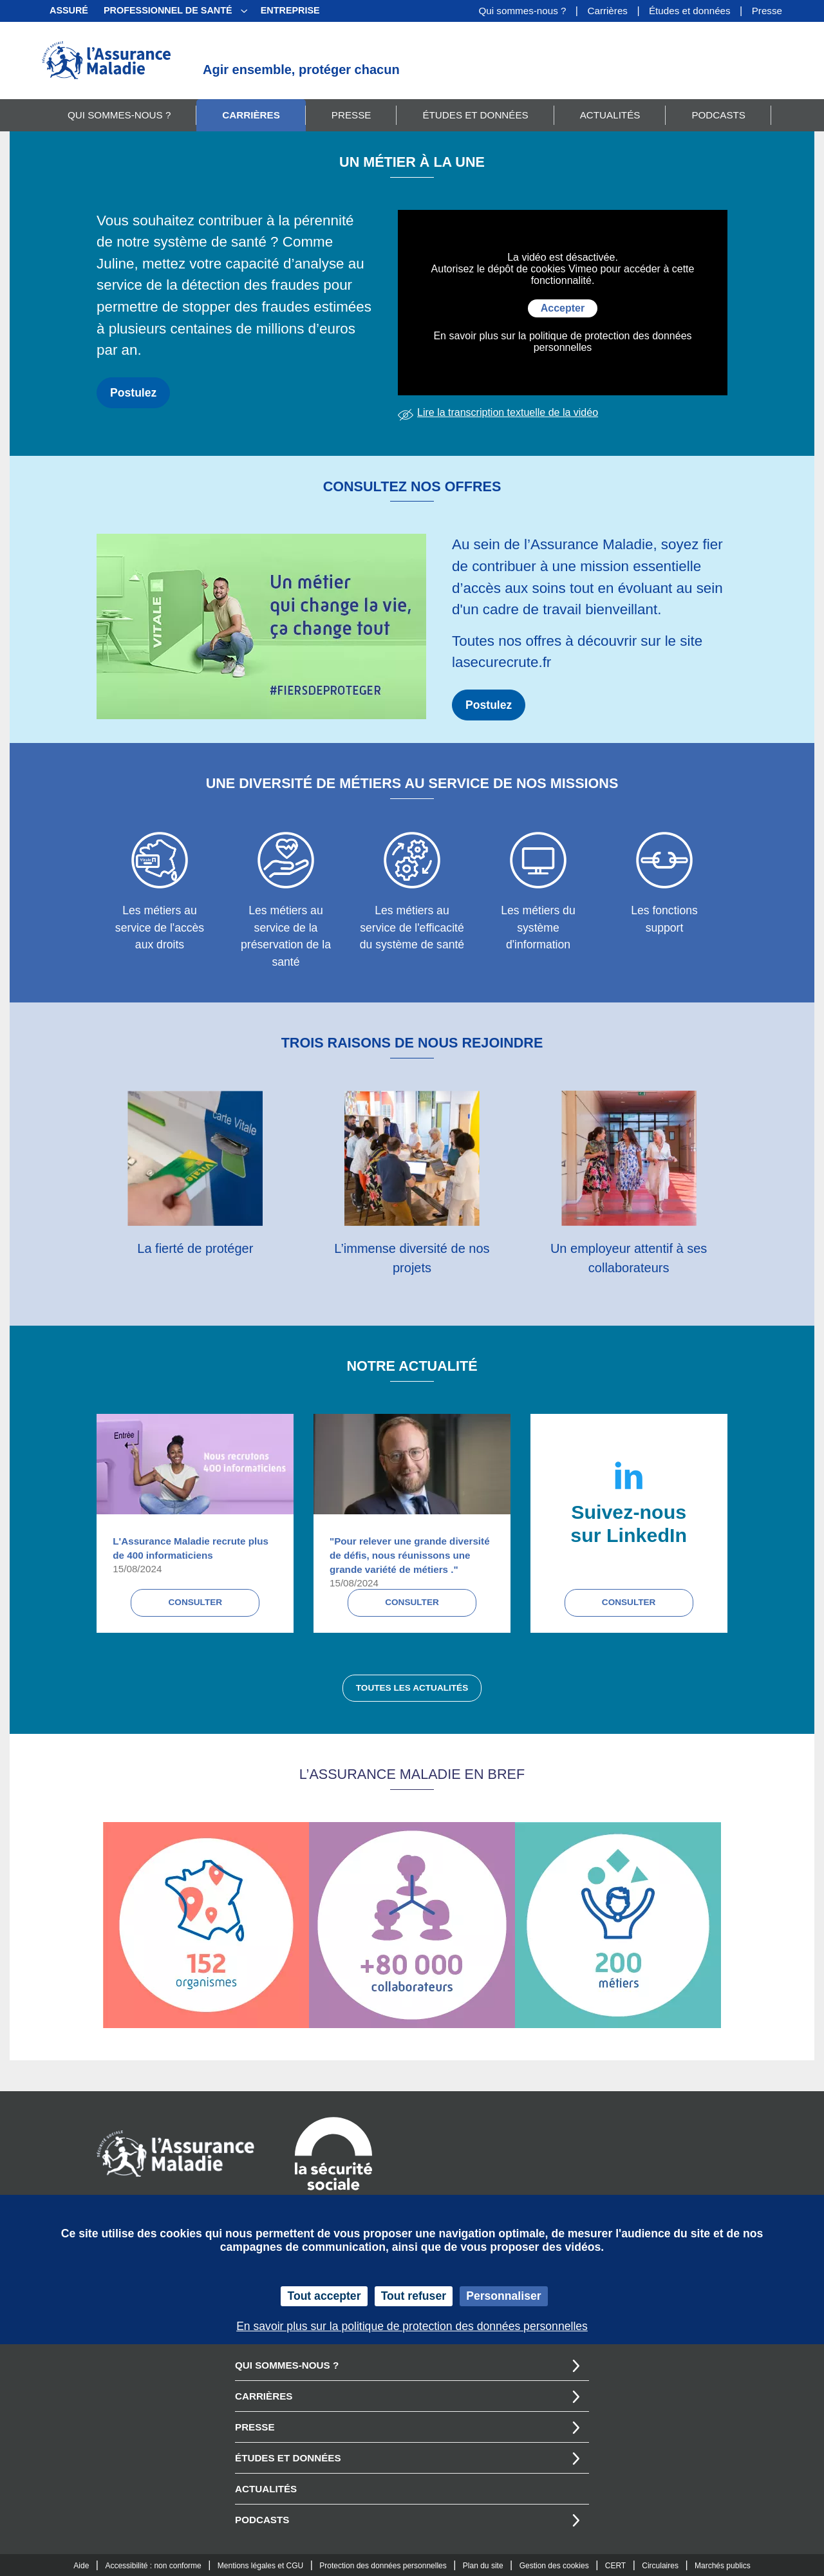 ASSURÉ PROFESSIONNEL DE SANTÉ ENTREPRISE Qui sommes-nous ? Carrières Études et données Presse
l'Assurance
Maladie
Agir ensemble, protéger chacun
QUI SOMMES-NOUS ? CARRIÈRES PRESSE ÉTUDES ET DONNÉES ACTUALITÉS PODCASTS
UN MÉTIER À LA UNE
Vous souhaitez contribuer à la pérennité
de notre système de santé ? Comme
Juline, mettez votre capacité d’analyse au
service de la détection des fraudes pour
permettre de stopper des fraudes estimées
à plusieurs centaines de millions d’euros
par an.
Postulez
La vidéo est désactivée.
Autorisez le dépôt de cookies Vimeo pour accéder à cette
fonctionnalité.
Accepter
En savoir plus sur la politique de protection des données
personnelles
Lire la transcription textuelle de la vidéo
CONSULTEZ NOS OFFRES
VITALE
Un métier
qui change la vie,
ça change tout
#FIERSDEPROTEGER
Au sein de l’Assurance Maladie, soyez fier
de contribuer à une mission essentielle
d’accès aux soins tout en évoluant au sein
d'un cadre de travail bienveillant.
Toutes nos offres à découvrir sur le site
lasecurecrute.fr
Postulez
UNE DIVERSITÉ DE MÉTIERS AU SERVICE DE NOS MISSIONS
Vitale
Les métiers au
service de l'accès
aux droits
Les métiers au
service de la
préservation de la
santé
Les métiers au
service de l'efficacité
du système de santé
Les métiers du
système
d'information
Les fonctions
support
TROIS RAISONS DE NOUS REJOINDRE
carte Vitale
VITALE
La fierté de protéger
L'immense diversité de nos
projets
Un employeur attentif à ses
collaborateurs
NOTRE ACTUALITÉ
Entrée
Nous recrutons
400 informaticiens
L'Assurance Maladie recrute plus
de 400 informaticiens
15/08/2024
CONSULTER
"Pour relever une grande diversité
de défis, nous réunissons une
grande variété de métiers ."
15/08/2024
CONSULTER
in
Suivez-nous
sur LinkedIn
CONSULTER
TOUTES LES ACTUALITÉS
L'ASSURANCE MALADIE EN BREF
152
organismes
+80 000
collaborateurs
200
métiers
SÉCURITÉ SOCIALE
l'Assurance
Maladie
la sécurité
sociale
Ce site utilise des cookies qui nous permettent de vous proposer une navigation optimale, de mesurer l'audience du site et de nos
campagnes de communication, ainsi que de vous proposer des vidéos.
Tout accepter Tout refuser Personnaliser
En savoir plus sur la politique de protection des données personnelles
QUI SOMMES-NOUS ?
CARRIÈRES
PRESSE
ÉTUDES ET DONNÉES
ACTUALITÉS
PODCASTS
Aide Accessibilité : non conforme Mentions légales et CGU Protection des données personnelles Plan du site Gestion des cookies CERT Circulaires Marchés publics